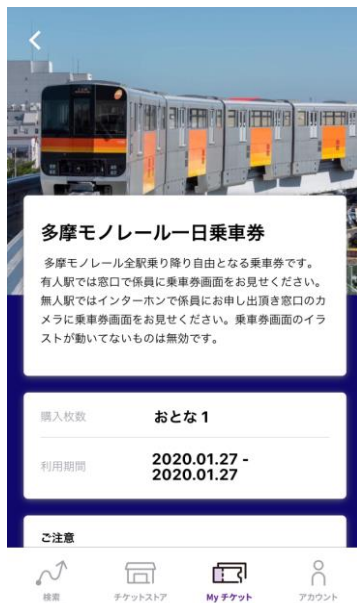 多摩モノレール一日乗車券
多摩モノレール全駅乗り降り自由となる乗車券です。
有人駅では窓口で係員に乗車券画面をお見せください。
無人駅ではインターホンで係員にお申し出頂き窓口のカ
メラに乗車券画面をお見せください。乗車券画面のイラ
ストが動いてないものは無効です。
購入枚数 おとな 1
利用期間 2020.01.27 -
2020.01.27
ご注意
検索 チケットストア My チケット アカウント